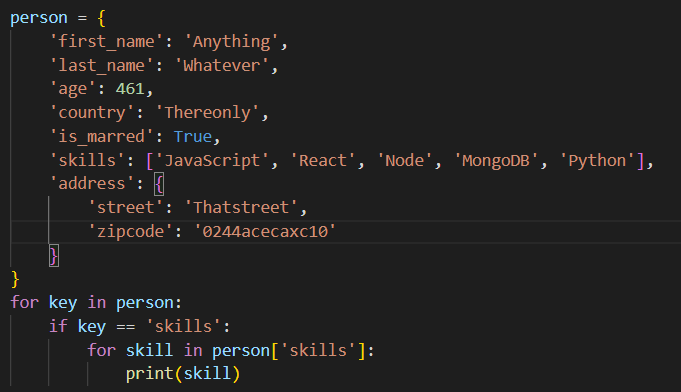 person = {
    'first_name': 'Anything',
    'last_name': 'Whatever',
    'age': 461,
    'country': 'Thereonly',
    'is_marred': True,
    'skills': ['JavaScript', 'React', 'Node', 'MongoDB', 'Python'],
    'address': {
        'street': 'Thatstreet',
        'zipcode': '0244acecaxc10'
    }
}
for key in person:
    if key == 'skills':
        for skill in person['skills']:
            print(skill)